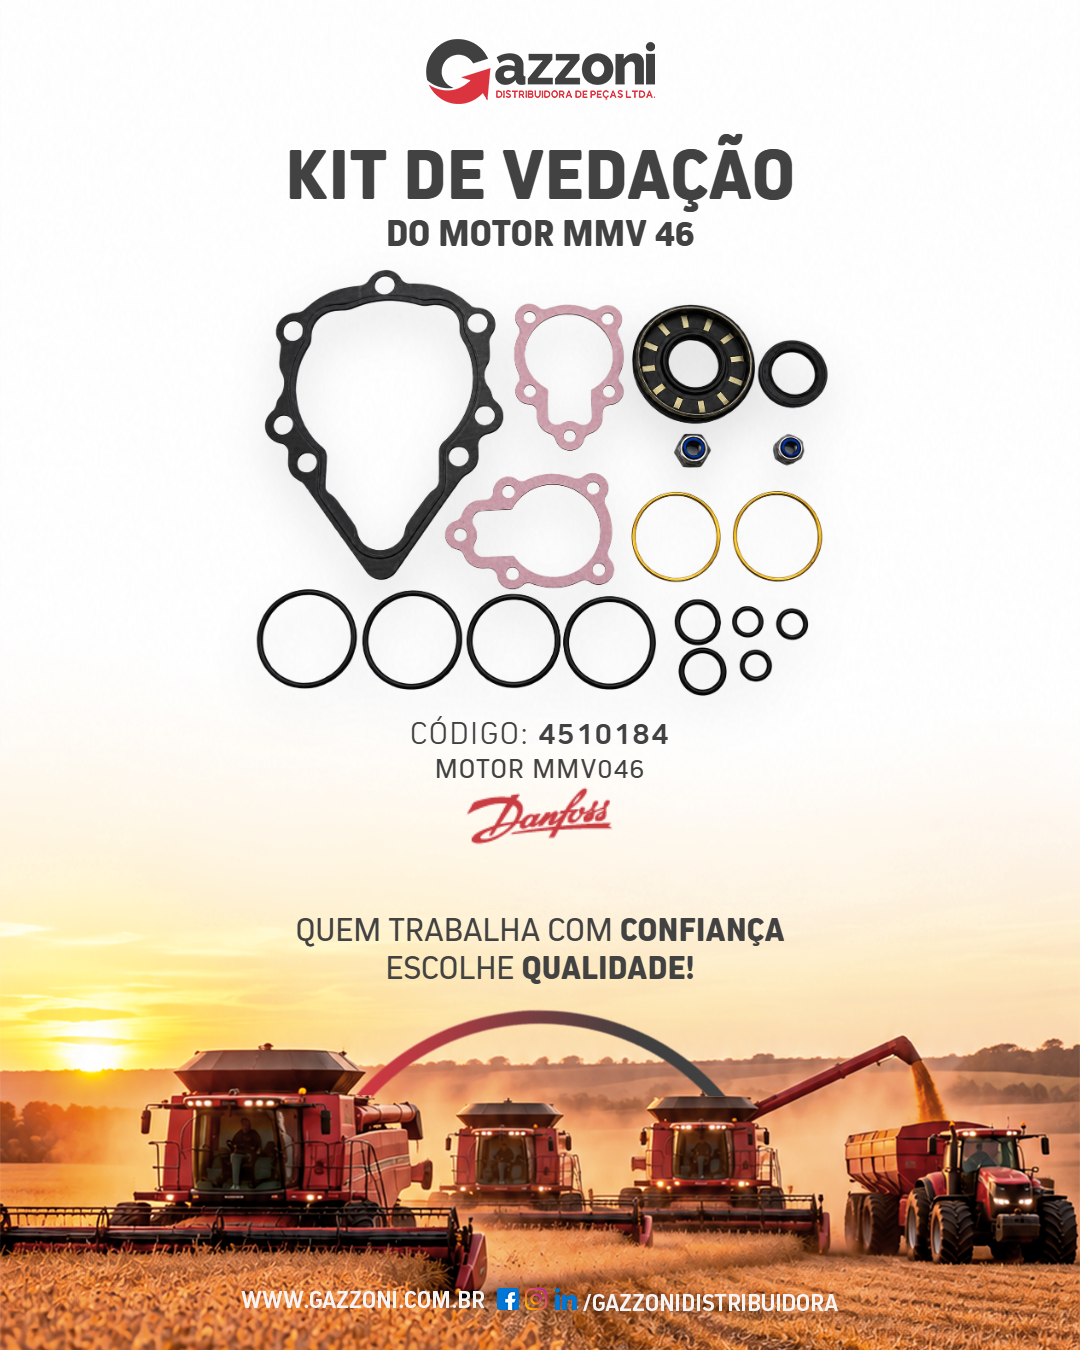 Gazzoni
DISTRIBUIDORA DE PEÇAS LTDA.
KIT DE VEDAÇÃO
DO MOTOR MMV 46
CÓDIGO: 4510184
MOTOR MMV046
Danfoss
QUEM TRABALHA COM CONFIANÇA
ESCOLHE QUALIDADE!
WWW.GAZZONI.COM.BR /GAZZONIDISTRIBUIDORA